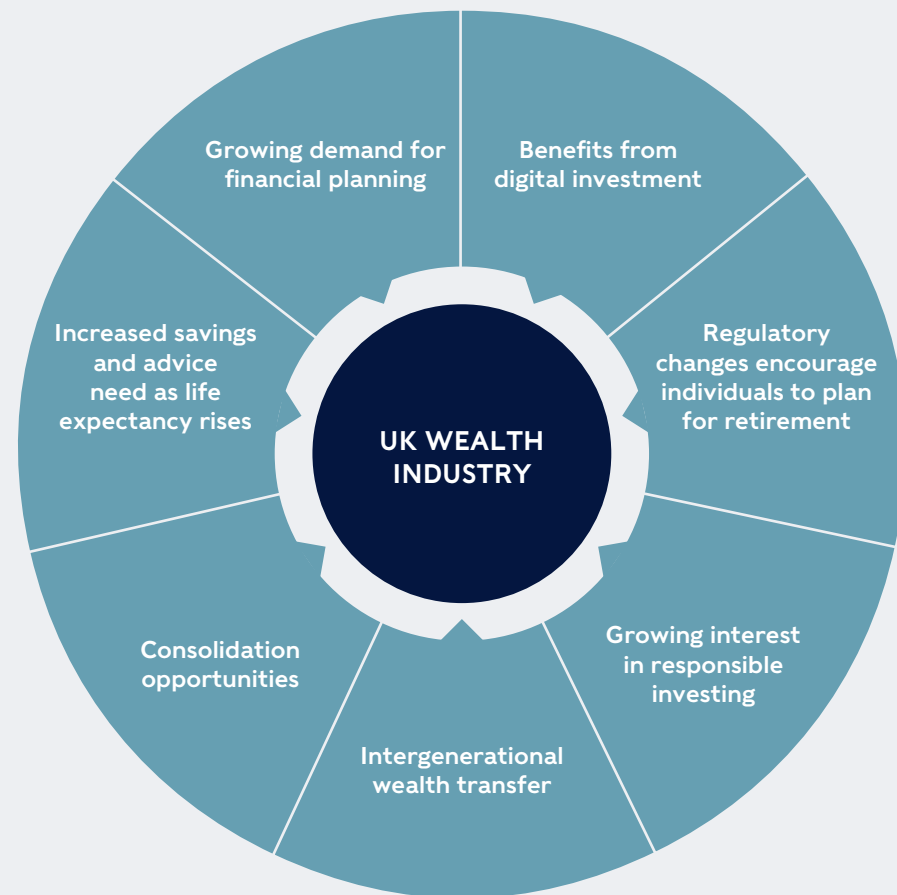 Growing demand for
financial planning
Benefits from
digital investment
Increased savings
and advice
need as life
expectancy rises
Regulatory
changes encourage
individuals to plan
for retirement
UK WEALTH
INDUSTRY
Consolidation
opportunities
Growing interest
in responsible
investing
Intergenerational
wealth transfer